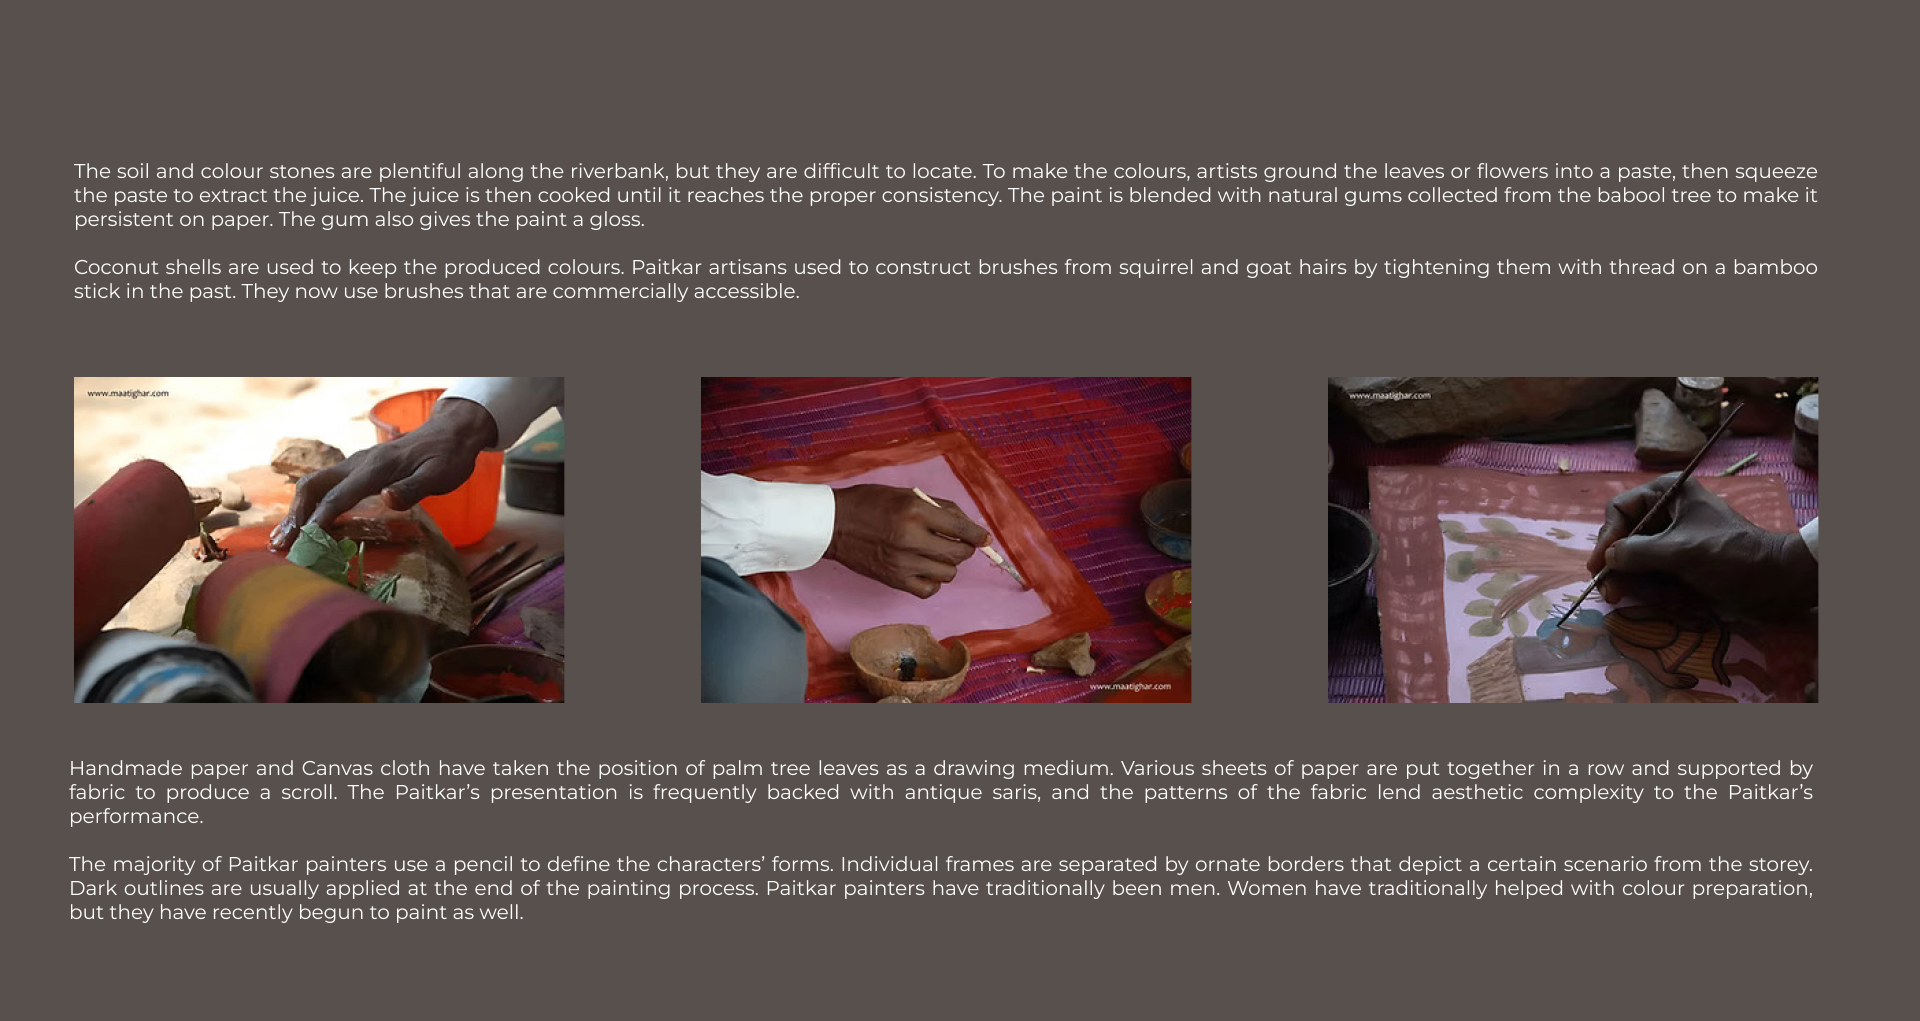 The soil and colour stones are plentiful along the riverbank, but they are difficult to locate. To make the colours, artists ground the leaves or flowers into a paste, then squeeze
the paste to extract the juice. The juice is then cooked until it reaches the proper consistency. The paint is blended with natural gums collected from the babool tree to make it
persistent on paper. The gum also gives the paint a gloss.
Coconut shells are used to keep the produced colours. Paitkar artisans used to construct brushes from squirrel and goat hairs by tightening them with thread on a bamboo
stick in the past. They now use brushes that are commercially accessible.
www.maatighar.com
www.maatighar.com
www.maatighar.com
Handmade paper and Canvas cloth have taken the position of palm tree leaves as a drawing medium. Various sheets of paper are put together in a row and supported by
fabric to produce a scroll. The Paitkar’s presentation is frequently backed with antique saris, and the patterns of the fabric lend aesthetic complexity to the Paitkar’s
performance.
The majority of Paitkar painters use a pencil to define the characters’ forms. Individual frames are separated by ornate borders that depict a certain scenario from the storey.
Dark outlines are usually applied at the end of the painting process. Paitkar painters have traditionally been men. Women have traditionally helped with colour preparation,
but they have recently begun to paint as well.